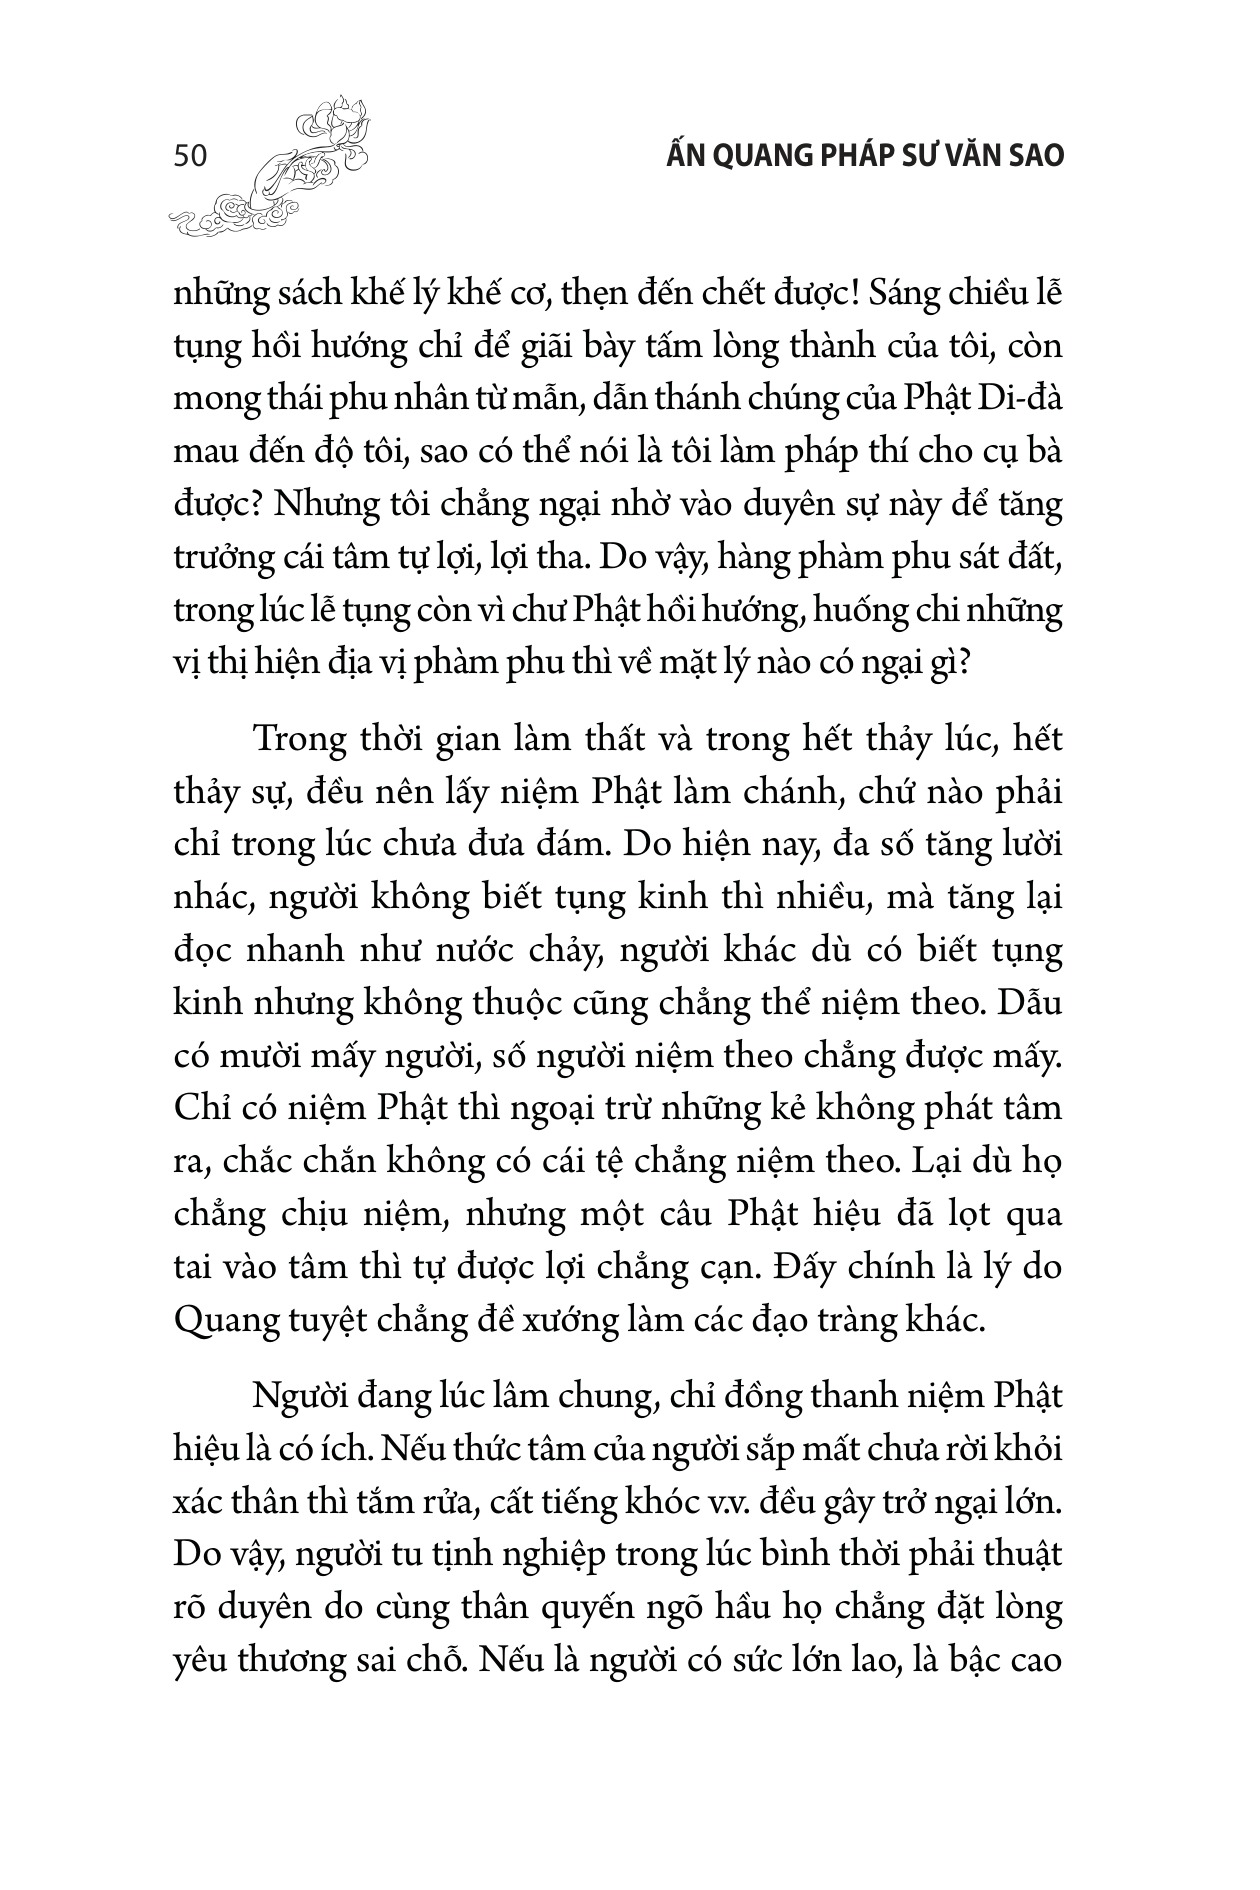 50
ẤN QUANG PHÁP SƯ VĂN SAO
những sách khế lý khế cơ, thẹn đến chết được! Sáng chiều lễ
tụng hồi hướng chỉ để giãi bày tấm lòng thành của tôi, còn
mong thái phu nhân từ mẫn, dẫn thánh chúng của Phật Di-đà
mau đến độ tôi, sao có thể nói là tôi làm pháp thí cho cụ bà
được? Nhưng tôi chẳng ngại nhờ vào duyên sự này để tăng
trưởng cái tâm tự lợi, lợi tha. Do vậy, hàng phàm phu sát đất,
trong lúc lễ tụng còn vì chư Phật hồi hướng, huống chi những
vị thị hiện địa vị phàm phu thì về mặt lý nào có ngại gì?
Trong thời gian làm thất và trong hết thảy lúc, hết
thảy sự, đều nên lấy niệm Phật làm chánh, chứ nào phải
chỉ trong lúc chưa đưa đám. Do hiện nay, đa số tăng lười
nhác, người không biết tụng kinh thì nhiều, mà tăng lại
đọc nhanh như nước chảy, người khác dù có biết tụng
kinh nhưng không thuộc cũng chẳng thể niệm theo. Dẫu
có mười mấy người, số người niệm theo chẳng được mấy.
Chỉ có niệm Phật thì ngoại trừ những kẻ không phát tâm
ra, chắc chắn không có cái tệ chẳng niệm theo. Lại dù họ
chẳng chịu niệm, nhưng một câu Phật hiệu đã lọt qua
tai vào tâm thì tự được lợi chẳng cạn. Đấy chính là lý do
Quang tuyệt chẳng đề xướng làm các đạo tràng khác.
Người đang lúc lâm chung, chỉ đồng thanh niệm Phật
hiệu là có ích. Nếu thức tâm của người sắp mất chưa rời khỏi
xác thân thì tắm rửa, cất tiếng khóc v.v. đều gây trở ngại lớn.
Do vậy, người tu tịnh nghiệp trong lúc bình thời phải thuật
rõ duyên do cùng thân quyến ngõ hầu họ chẳng đặt lòng
yêu thương sai chỗ. Nếu là người có sức lớn lao, là bậc cao